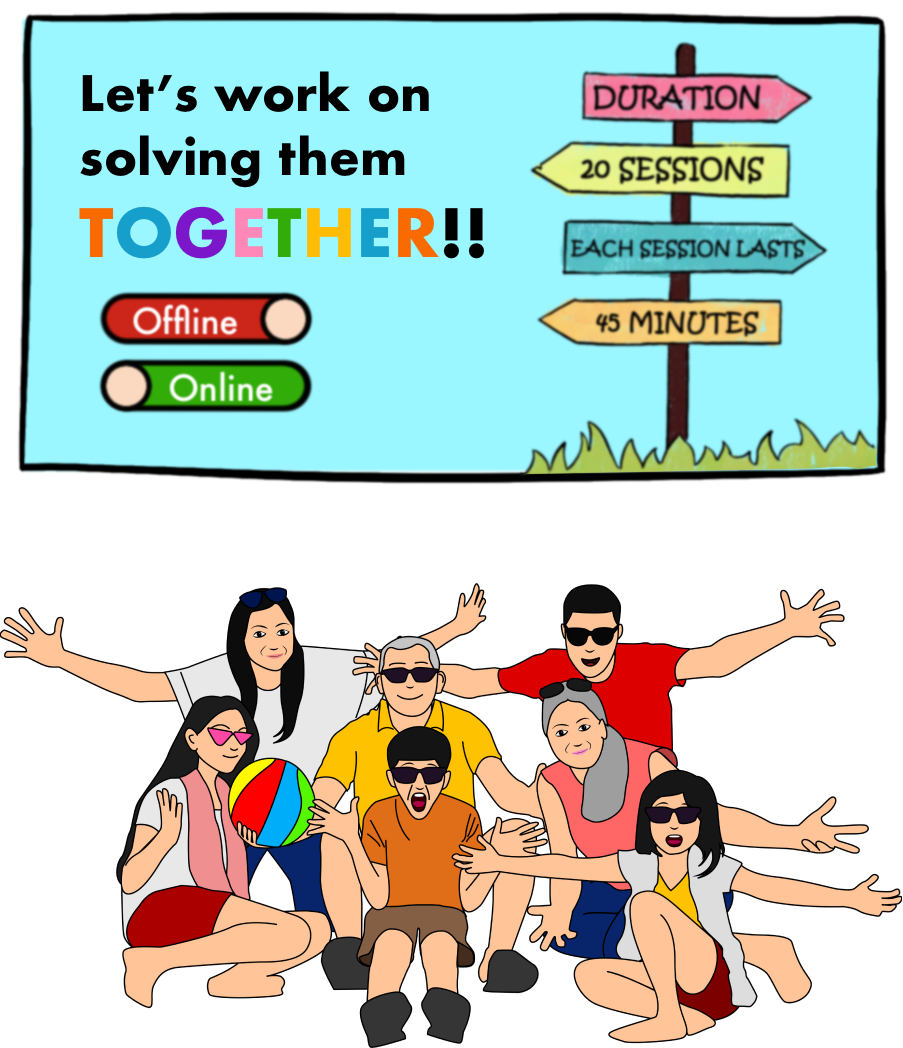 Let’s work on
solving them
TOGETHER!!
Offline
Online
DURATION
20 SESSIONS
EACH SESSION LASTS
45 MINUTES